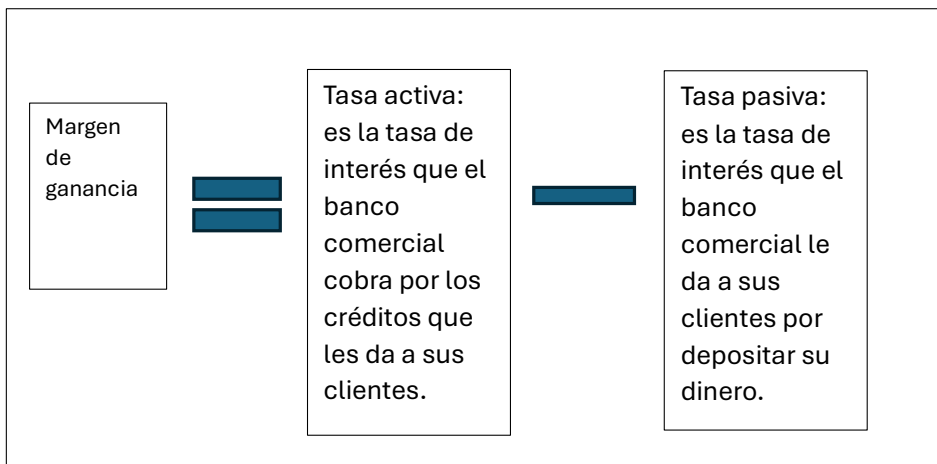 Margen
de
ganancia
Tasa activa:
es la tasa de
interés que el
banco
comercial
cobra por los
créditos que
les da a sus
clientes.
Tasa pasiva:
es la tasa de
interés que el
banco
comercial le
da a sus
clientes por
depositar su
dinero.